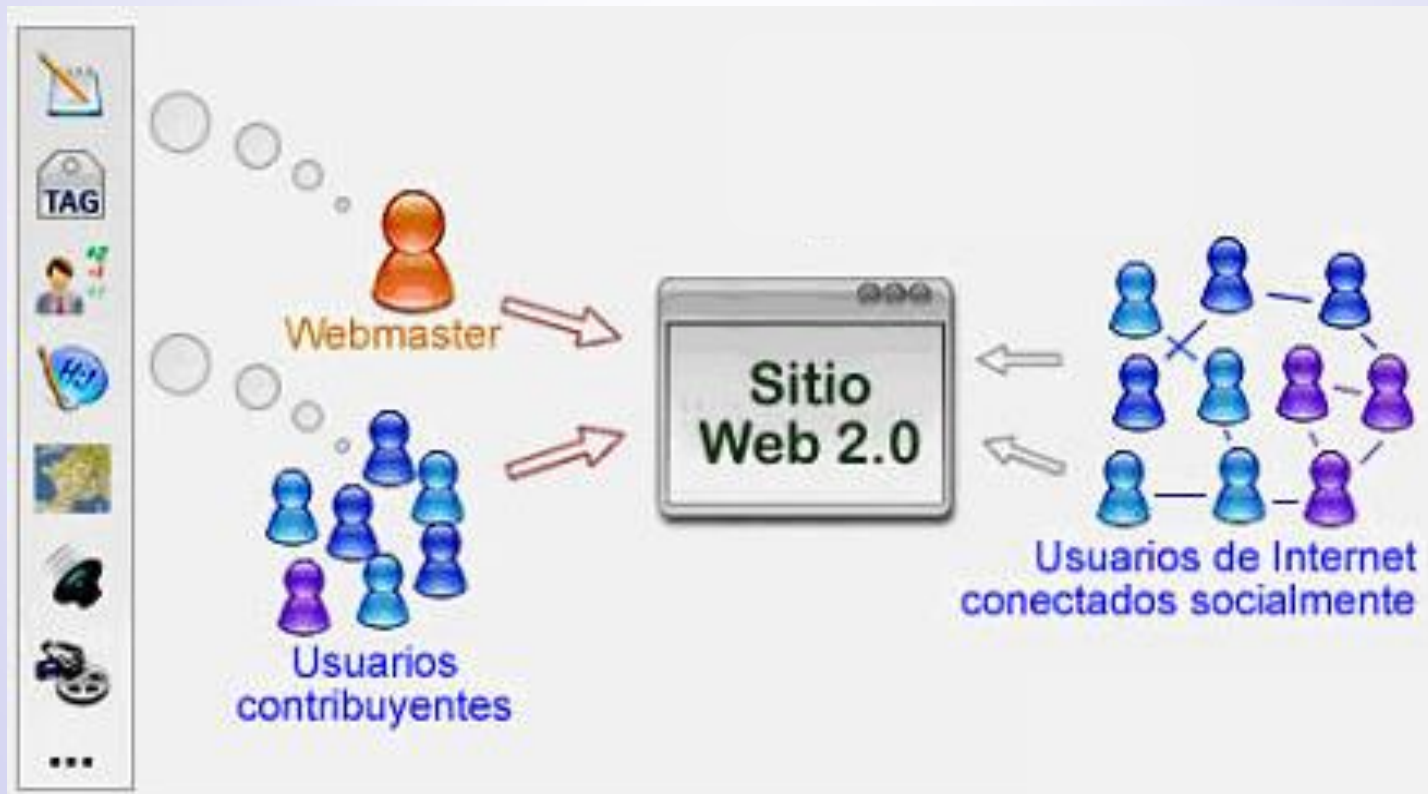 TAG
Webmaster
Sitio
Web 2.0
Usuarios
contribuyentes
Usuarios de Internet
conectados socialmente
...